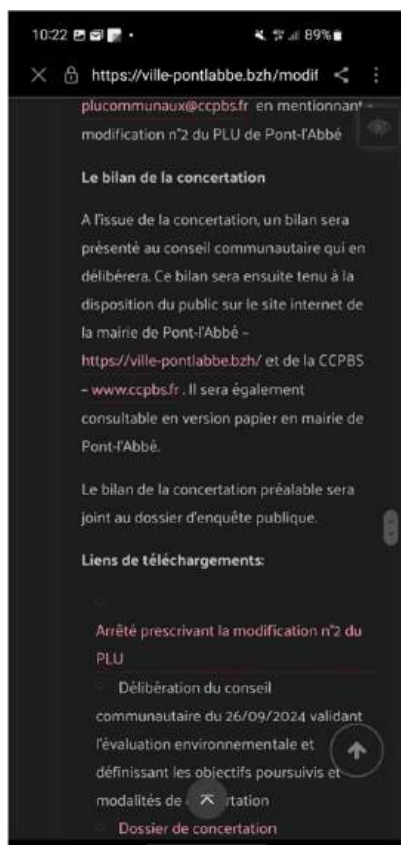 10:22 89%
https://ville-pontlabbe.bzh/modif
plucommunaux@ccpbs.fr en mentionnant -
modification n°2 du PLU de Pont-l'Abbé
Le bilan de la concertation
A l'issue de la concertation, un bilan sera
présenté au conseil communautaire qui en
délibérera. Ce bilan sera ensuite tenu à la
disposition du public sur le site internet de
la mairie de Pont-l'Abbé –
https://ville-pontlabbe.bzh/ et de la CCPBS
– www.ccpbs.fr . Il sera également
consultable en version papier en mairie de
Pont-l'Abbé.
Le bilan de la concertation préalable sera
joint au dossier d'enquête publique.
Liens de téléchargements:
Arrêté prescrivant la modification n°2 du
PLU
Délibération du conseil
communautaire du 26/09/2024 validant
l'évaluation environnementale et
définissant les objectifs poursuivis et
modalités de rtation
Dossier de concertation